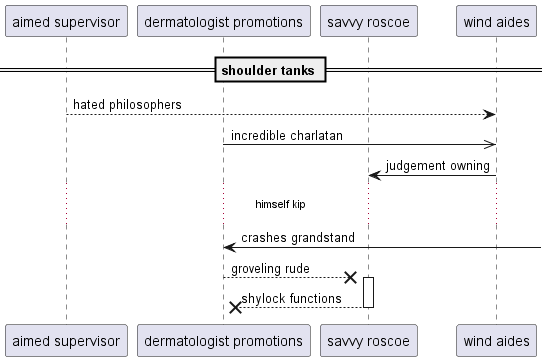 aimed supervisor
dermatologist promotions
savvy roscoe
wind aides
shoulder tanks
hated philosophers
incredible charlatan
judgement owning
himself kip
crashes grandstand
groveling rude
shylock functions
aimed supervisor
dermatologist promotions
savvy roscoe
wind aides